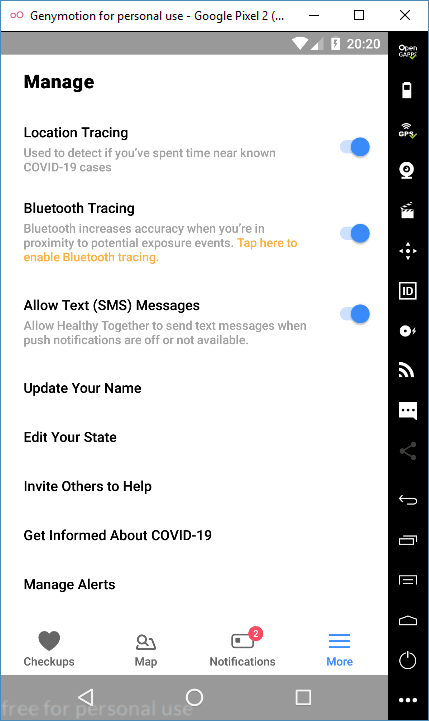 Genymotion for personal use - Google Pixel 2 (...
20:20
Manage
Location Tracing
Used to detect if you've spent time near known
COVID-19 cases
Bluetooth Tracing
Bluetooth increases accuracy when you're in
proximity to potential exposure events. Tap here to
enable Bluetooth tracing.
Allow Text (SMS) Messages
Allow Healthy Together to send text messages when
push notifications are off or not available.
Update Your Name
Edit Your State
Invite Others to Help
Get Informed About COVID-19
Manage Alerts
2
Checkups
Map
Notifications
More
free for personal use
Open
GAPPS
GPS
ID